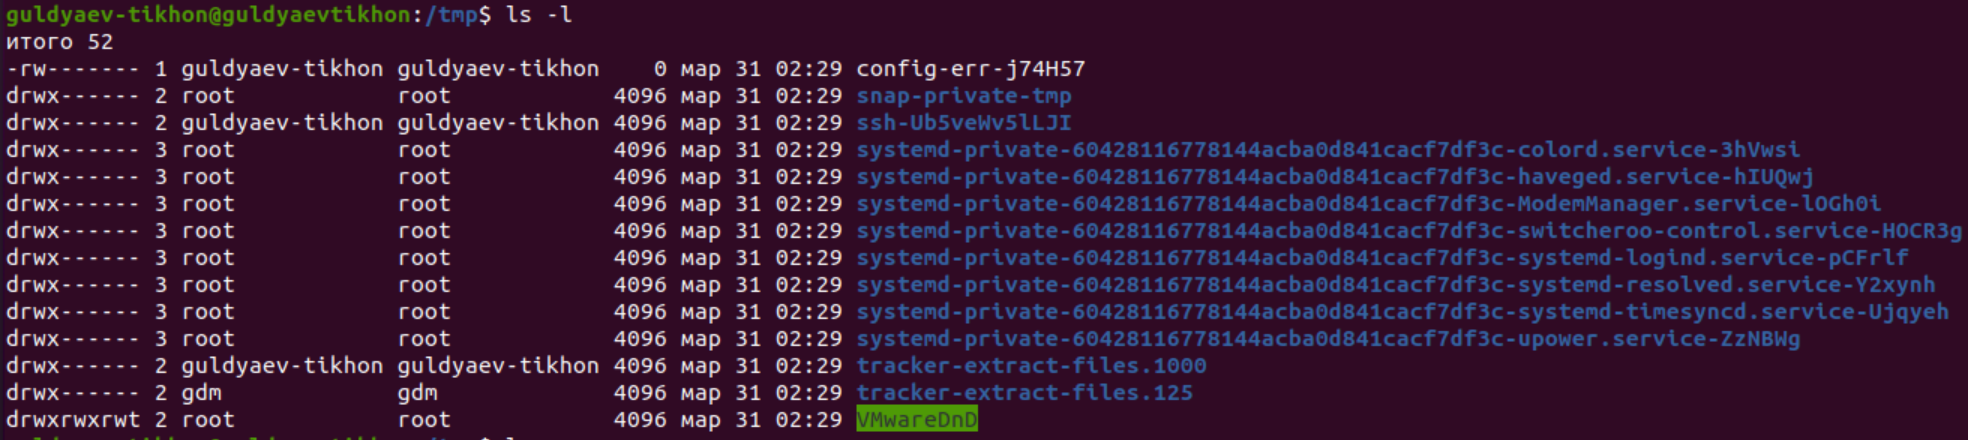 guldyaev-tikhon@guldyaevtikhon:/tmp$ ls -l
итого 52
-rw------- 1 guldyaev-tikhon guldyaev-tikhon    0 мар 31 02:29 config-err-j74H57
drwx------ 2 root            root            4096 мар 31 02:29 snap-private-tmp
drwx------ 2 guldyaev-tikhon guldyaev-tikhon 4096 мар 31 02:29 ssh-Ub5veWv5lLJI
drwx------ 3 root            root            4096 мар 31 02:29 systemd-private-60428116778144acba0d841cacf7df3c-colord.service-3hVwsi
drwx------ 3 root            root            4096 мар 31 02:29 systemd-private-60428116778144acba0d841cacf7df3c-haveged.service-hIUQwj
drwx------ 3 root            root            4096 мар 31 02:29 systemd-private-60428116778144acba0d841cacf7df3c-ModemManager.service-lOGh0i
drwx------ 3 root            root            4096 мар 31 02:29 systemd-private-60428116778144acba0d841cacf7df3c-switcheroo-control.service-HOCR3g
drwx------ 3 root            root            4096 мар 31 02:29 systemd-private-60428116778144acba0d841cacf7df3c-systemd-logind.service-pCFrlf
drwx------ 3 root            root            4096 мар 31 02:29 systemd-private-60428116778144acba0d841cacf7df3c-systemd-resolved.service-Y2xynh
drwx------ 3 root            root            4096 мар 31 02:29 systemd-private-60428116778144acba0d841cacf7df3c-systemd-timesyncd.service-Ujqyeh
drwx------ 3 root            root            4096 мар 31 02:29 systemd-private-60428116778144acba0d841cacf7df3c-upower.service-ZzNBWg
drwx------ 2 guldyaev-tikhon guldyaev-tikhon 4096 мар 31 02:29 tracker-extract-files.1000
drwx------ 2 gdm             gdm             4096 мар 31 02:29 tracker-extract-files.125
drwxrwxrwt 2 root            root            4096 мар 31 02:29 VMwareDnD